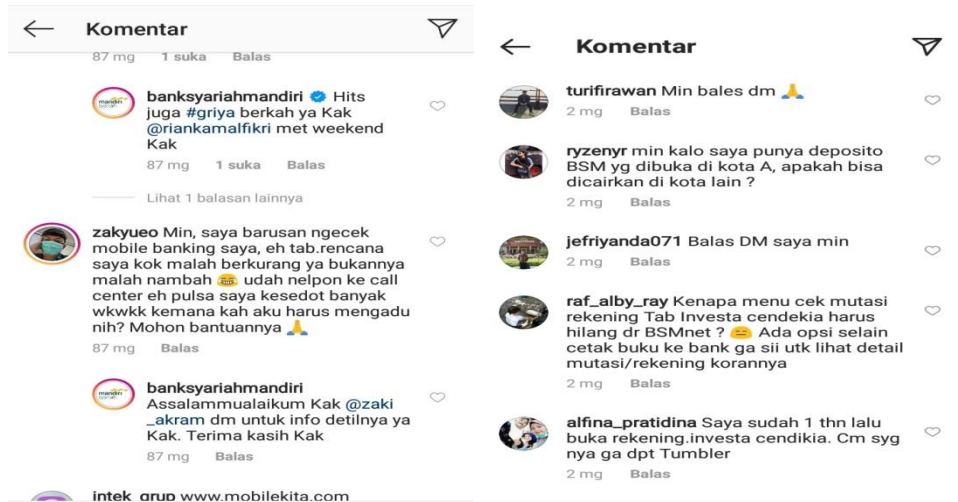 Komentar
87 mg 1 suka Balas
banksyariahmandiri Hits
juga #griya berkah ya Kak
@riankamalfikri met weekend
Kak
87 mg 1 suka Balas
Lihat 1 balasan lainnya
zakyueo Min, saya barusan ngecek
mobile banking saya, eh tab.rencana
saya kok malah berkurang ya bukannya
malah nambah 😂 udah nelpon ke call
center eh pulsa saya kesedot banyak
wkwkk kemana kah aku harus mengadu
nih? Mohon bantuannya 🙏
87 mg Balas
banksyariahmandiri
Assalammualaikum Kak @zaki
_akram dm untuk info detilnya ya
Kak. Terima kasih Kak
87 mg Balas
intek_grup www.mobilekita.com
Komentar
turifirawan Min bales dm 🙏
2 mg Balas
ryzenyr min kalo saya punya deposito
BSM yg dibuka di kota A, apakah bisa
dicairkan di kota lain ?
2 mg Balas
jefriyanda071 Balas DM saya min
2 mg Balas
raf_alby_ray Kenapa menu cek mutasi
rekening Tab Investa cendekia harus
hilang dr BSMnet ? 😑 Ada opsi selain
cetak buku ke bank ga sii utk lihat detail
mutasi/rekening korannya
2 mg Balas
alfina_pratidina Saya sudah 1 thn lalu
buka rekening.investa cendikia. Cm syg
nya ga dpt Tumbler
2 mg Balas